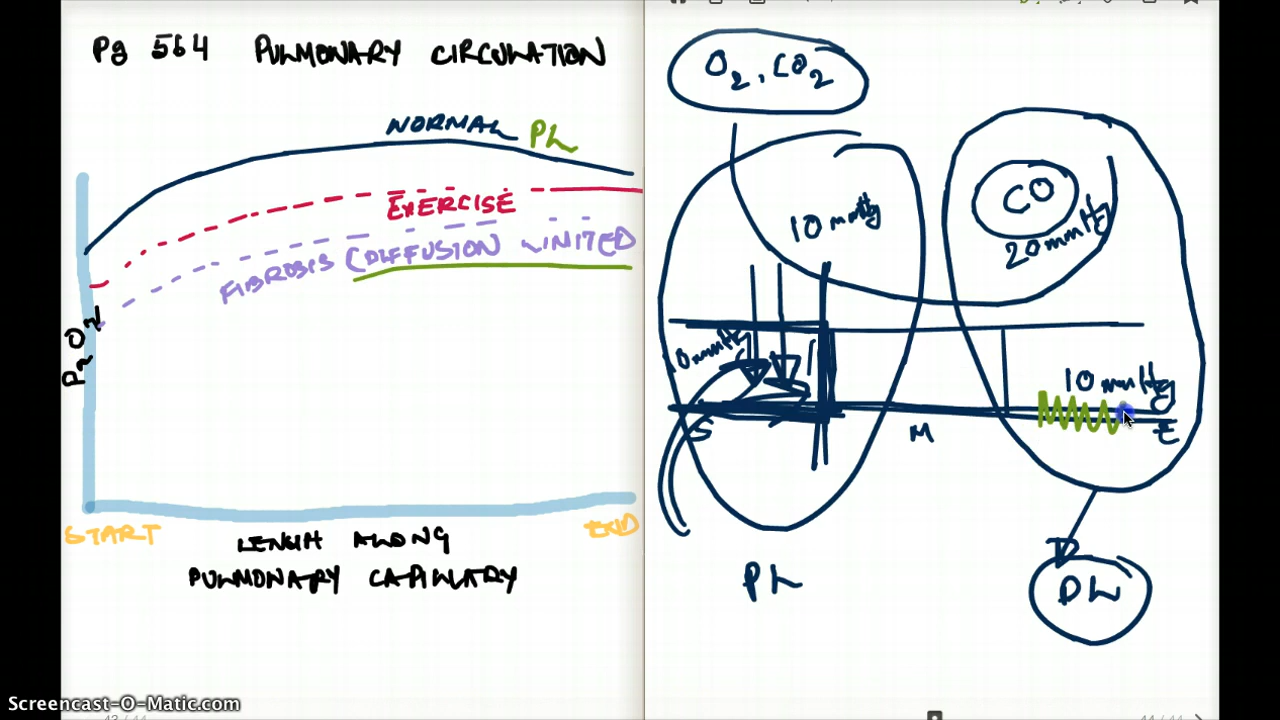 Pg 564 PULMONARY CIRCULATION
NORMAL PL
EXERCISE
FIBROSIS (DIFFUSION LIMITED
START
END
LENGTH ALONG
PULMONARY CAPILLARY
O2, CO2
10 mmHg
CO
20 mmHg
10 mmHg
10 mmHg
S M E
PL
DL
Screencast-O-Matic.com